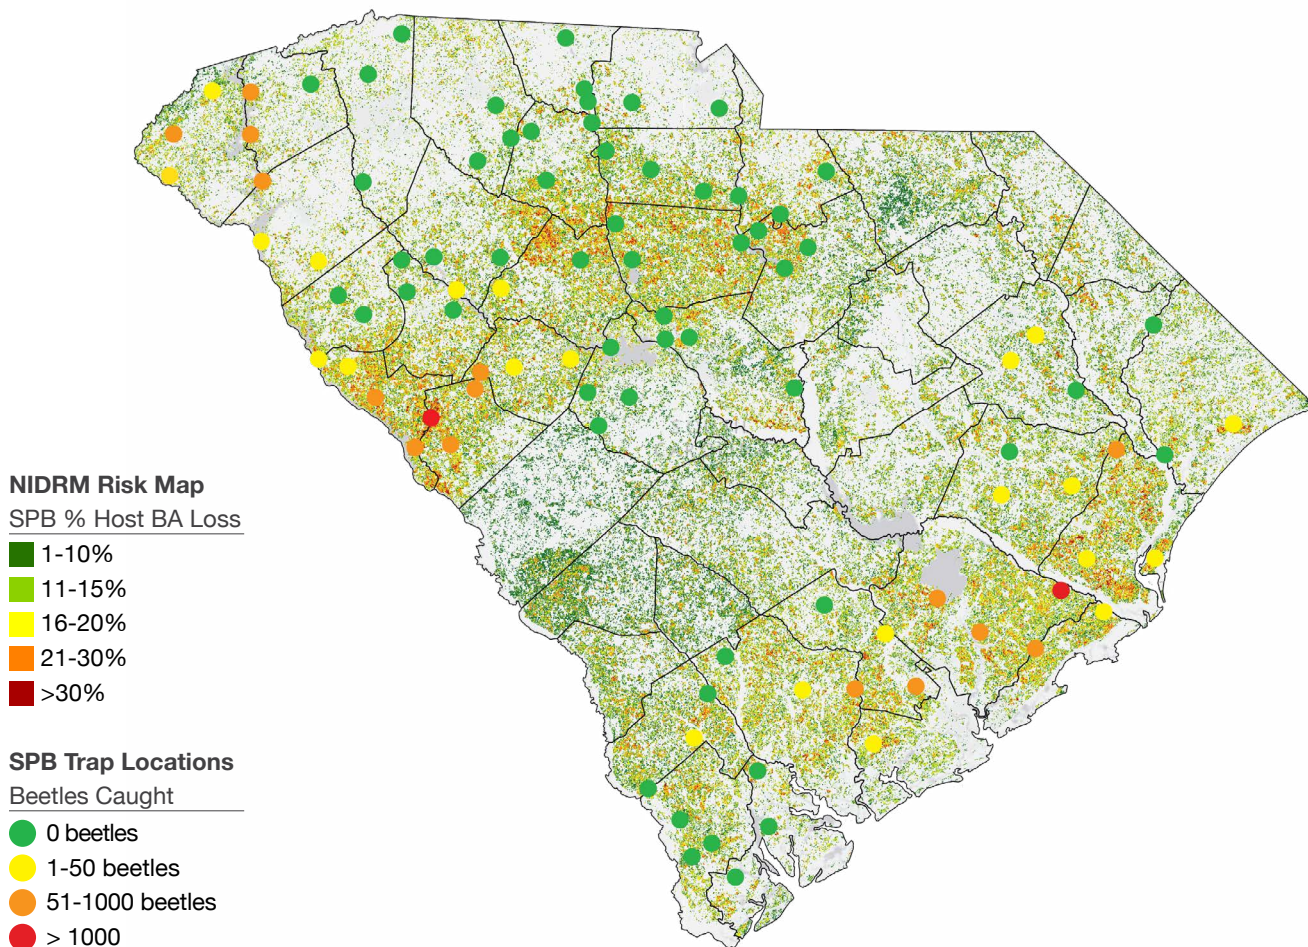 NIDRM Risk Map
SPB % Host BA Loss
1-10%
11-15%
16-20%
21-30%
>30%
SPB Trap Locations
Beetles Caught
0 beetles
1-50 beetles
51-1000 beetles
> 1000